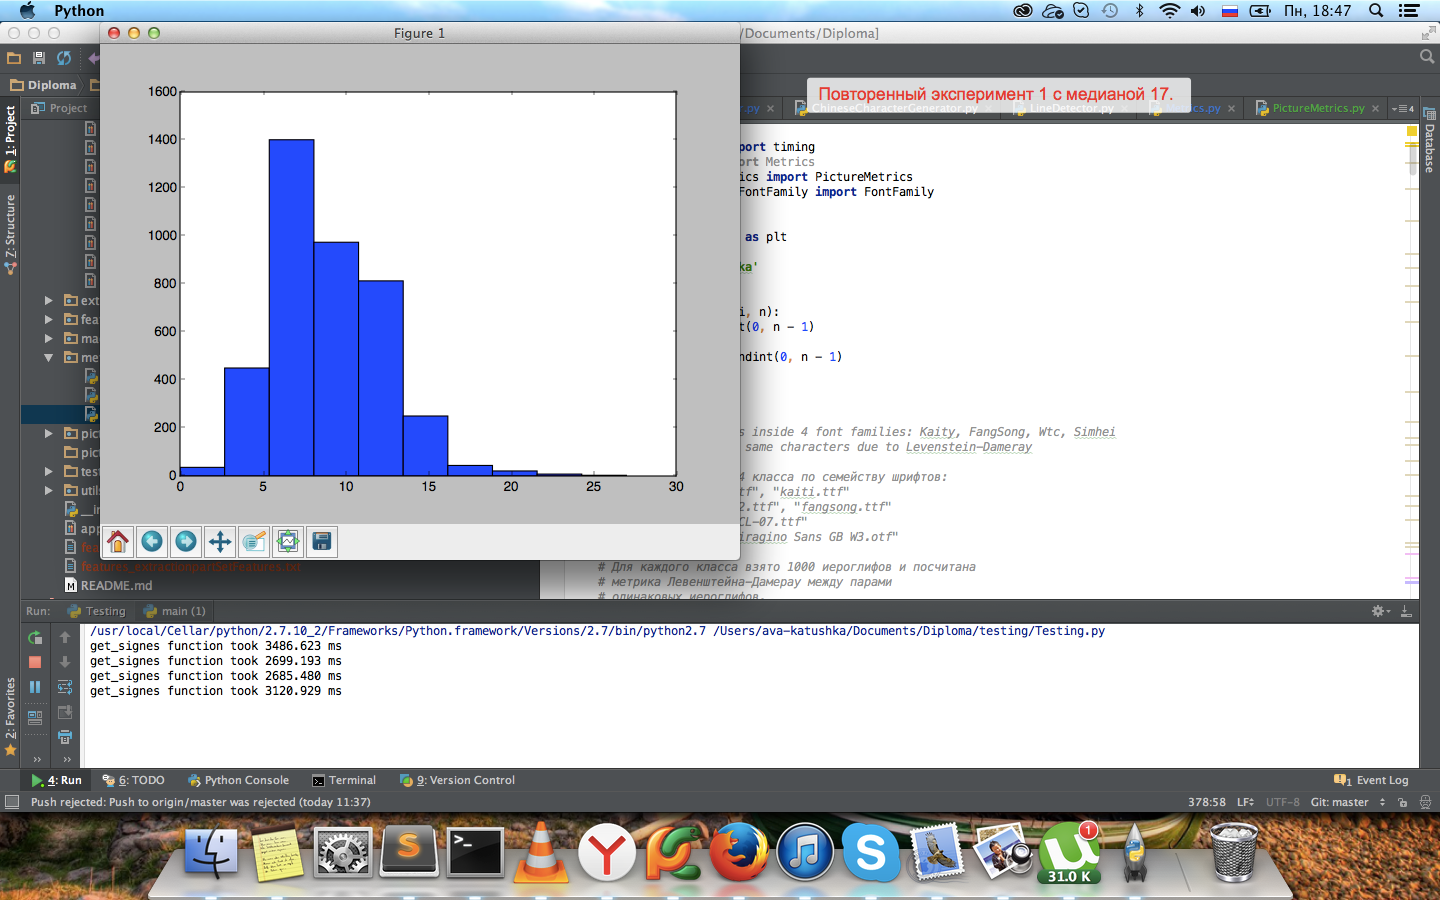 Python
Пн, 18:47
Figure 1
/Documents/Diploma]
Diploma
Повторенный эксперимент 1 с медианой 17.
Project
.py
ChineseCharacterGenerator.py
LineDetector.py
PictureMetrics.py
4
1: Project
Z: Structure
2: Favorites
Database
1600
1400
1200
1000
800
600
400
200
0
0 5 10 15 20 25 30
port timing
ort Metrics
ics import PictureMetrics
FontFamily import FontFamily
as plt
ka'
i, n):
t(0, n - 1)
ndint(0, n - 1)
s inside 4 font families: Kaity, FangSong, Wtc, Simhei
same characters due to Levenstein-Dameray
4 класса по семейству шрифтов:
tf", "kaiti.ttf"
2.ttf", "fangsong.ttf"
CL-07.ttf"
iragino Sans GB W3.otf"
# Для каждого класса взято 1000 иероглифов и посчитана
# метрика Левенштейна-Дамерау между парами
# одинаковых иероглифов.
ext
fea
ma
me
pict
pict
test
utils
__in
app
fea
features_extractionpartSetFeatures.txt
README.md
Run: Testing main (1)
/usr/local/Cellar/python/2.7.10_2/Frameworks/Python.framework/Versions/2.7/bin/python2.7 /Users/ava-katushka/Documents/Diploma/testing/Testing.py
get_signes function took 3486.623 ms
get_signes function took 2699.193 ms
get_signes function took 2685.480 ms
get_signes function took 3120.929 ms
4: Run 6: TODO Python Console Terminal 9: Version Control 1 Event Log
Push rejected: Push to origin/master was rejected (today 11:37) 378:58 LF UTF-8 Git: master
1
31.0 K